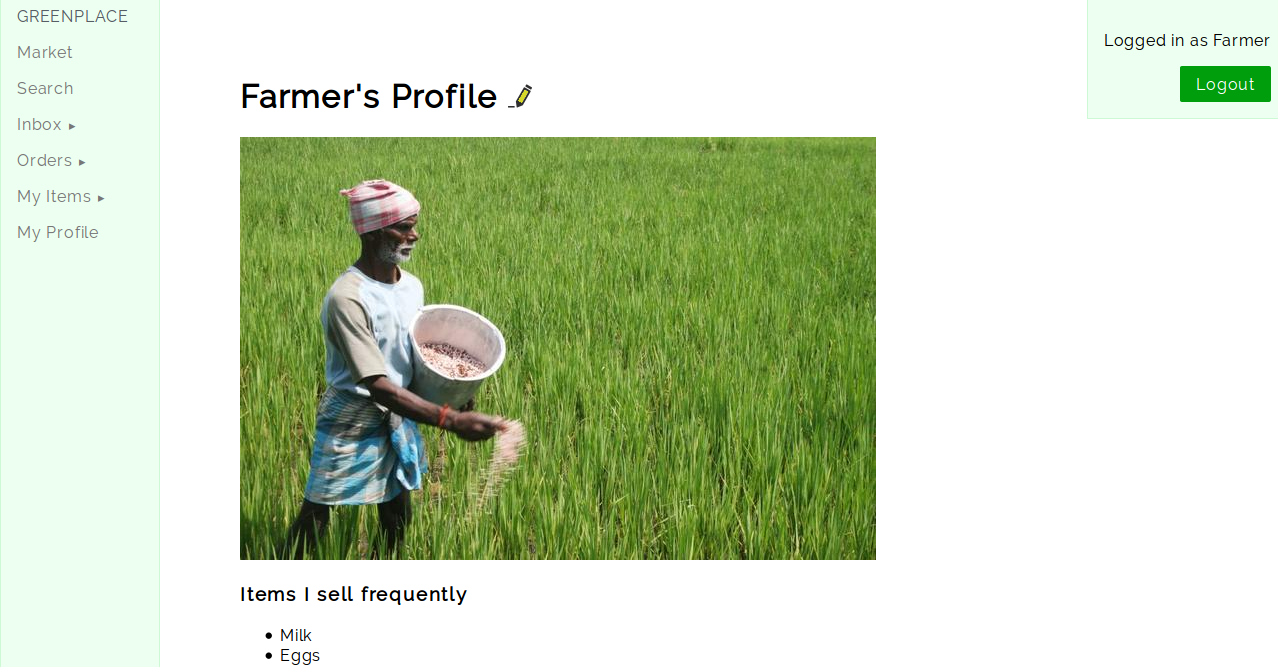 GREENPLACE
Market
Search
Inbox ▸
Orders ▸
My Items ▸
My Profile
Logged in as Farmer
Logout
Farmer's Profile
Items I sell frequently
• Milk
• Eggs